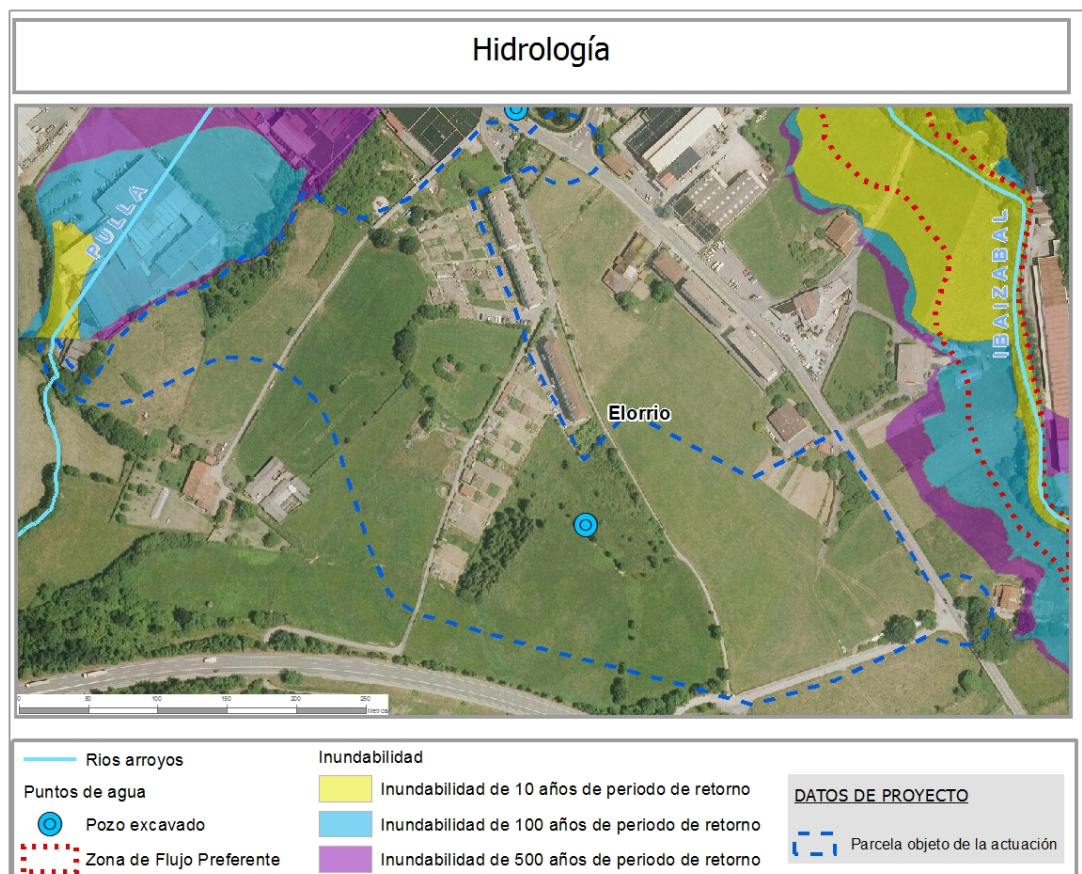 Hidrología
PULLA
IBAIZABAL
Elorrio
0 50 100 150 200 250
Metros
Rios arroyos
Puntos de agua
Pozo excavado
Zona de Flujo Preferente
Inundabilidad
Inundabilidad de 10 años de periodo de retorno
Inundabilidad de 100 años de periodo de retorno
Inundabilidad de 500 años de periodo de retorno
DATOS DE PROYECTO
Parcela objeto de la actuación